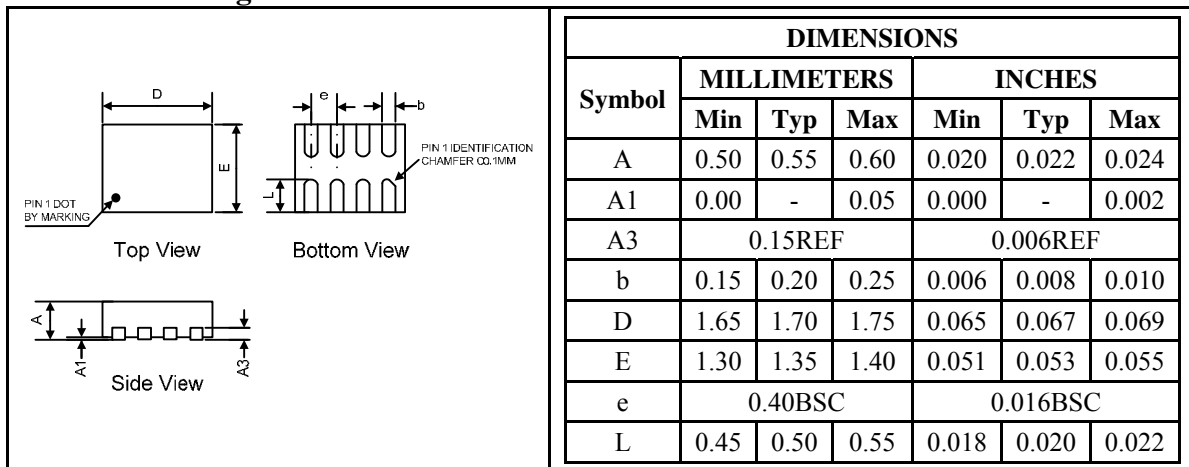 D
E
PIN 1 DOT
BY MARKING
Top View
e
b
L
PIN 1 IDENTIFICATION
CHAMFER C0.1MM
Bottom View
A
A1
A3
Side View
DIMENSIONS
Symbol MILLIMETERS INCHES
Min Typ Max Min Typ Max
A 0.50 0.55 0.60 0.020 0.022 0.024
A1 0.00 - 0.05 0.000 - 0.002
A3 0.15REF 0.006REF
b 0.15 0.20 0.25 0.006 0.008 0.010
D 1.65 1.70 1.75 0.065 0.067 0.069
E 1.30 1.35 1.40 0.051 0.053 0.055
e 0.40BSC 0.016BSC
L 0.45 0.50 0.55 0.018 0.020 0.022